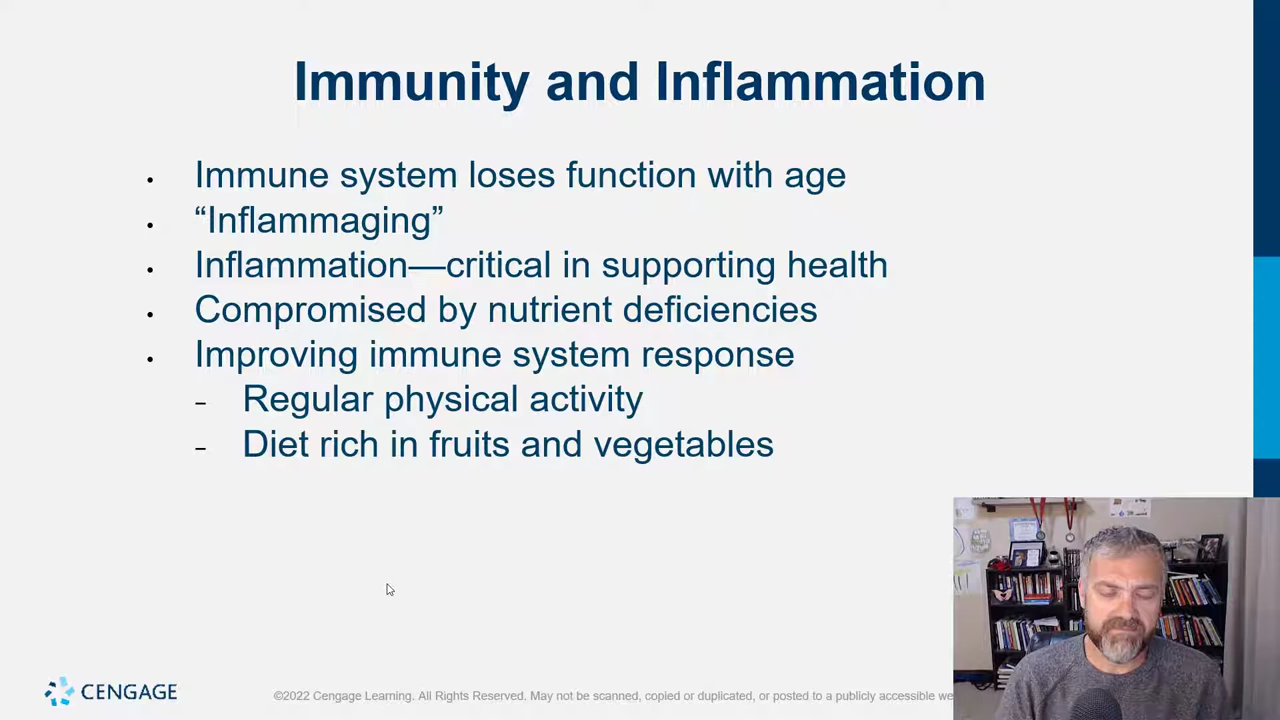 Immunity and Inflammation
• Immune system loses function with age
• “Inflammaging”
• Inflammation—critical in supporting health
• Compromised by nutrient deficiencies
• Improving immune system response
– Regular physical activity
– Diet rich in fruits and vegetables
CENGAGE
©2022 Cengage Learning. All Rights Reserved. May not be scanned, copied or duplicated, or posted to a publicly accessible we